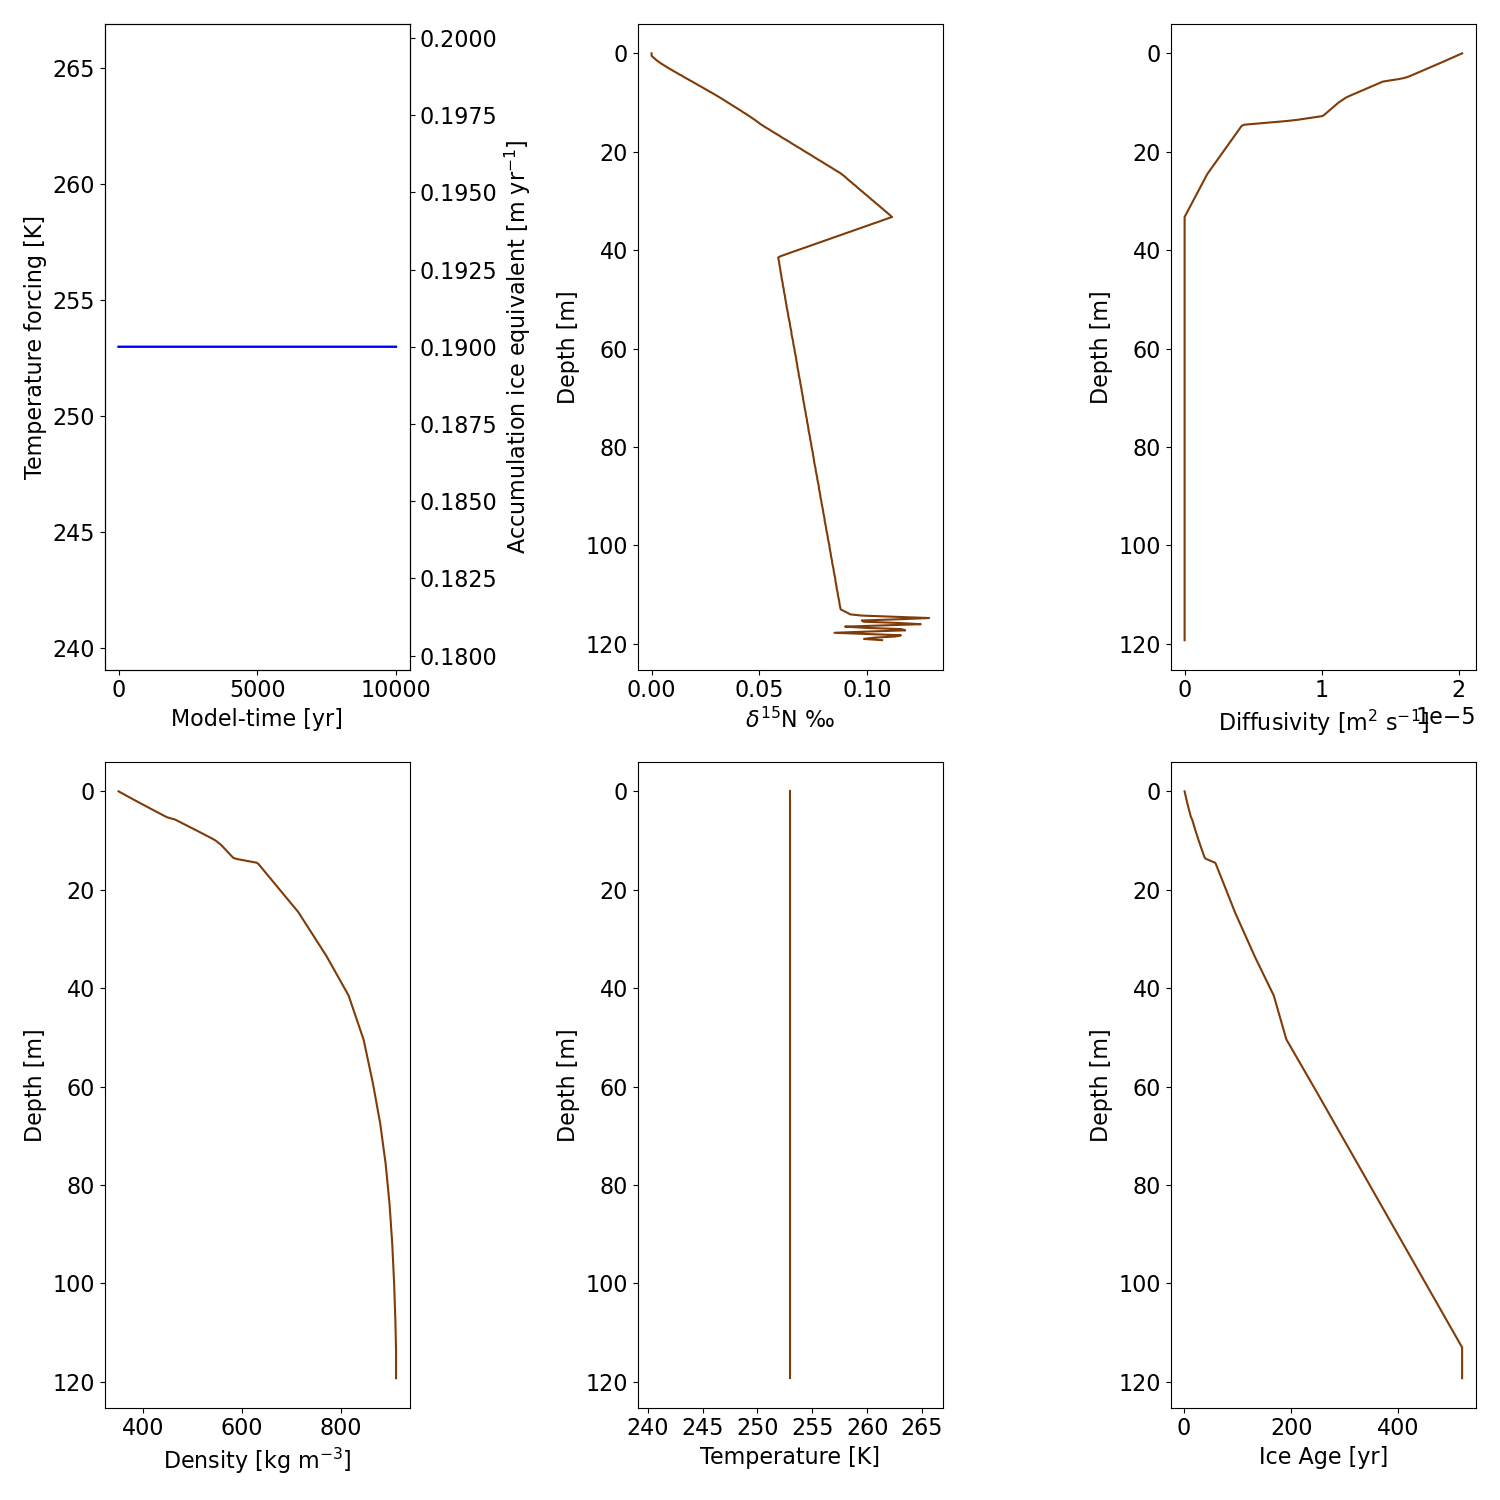 Temperature forcing [K]
265
260
255
250
245
240
0 5000 10000
Model-time [yr]
0.2000
0.1975
0.1950
0.1925
0.1900
0.1875
0.1850
0.1825
0.1800
Accumulation ice equivalent [m yr⁻¹]
Depth [m]
0
20
40
60
80
100
120
0.00 0.05 0.10
δ¹⁵N ‰
Depth [m]
0
20
40
60
80
100
120
0 1 2
Diffusivity [m² s⁻¹]
1e−5
Depth [m]
0
20
40
60
80
100
120
400 600 800
Density [kg m⁻³]
Depth [m]
0
20
40
60
80
100
120
240 245 250 255 260 265
Temperature [K]
Depth [m]
0
20
40
60
80
100
120
0 200 400
Ice Age [yr]